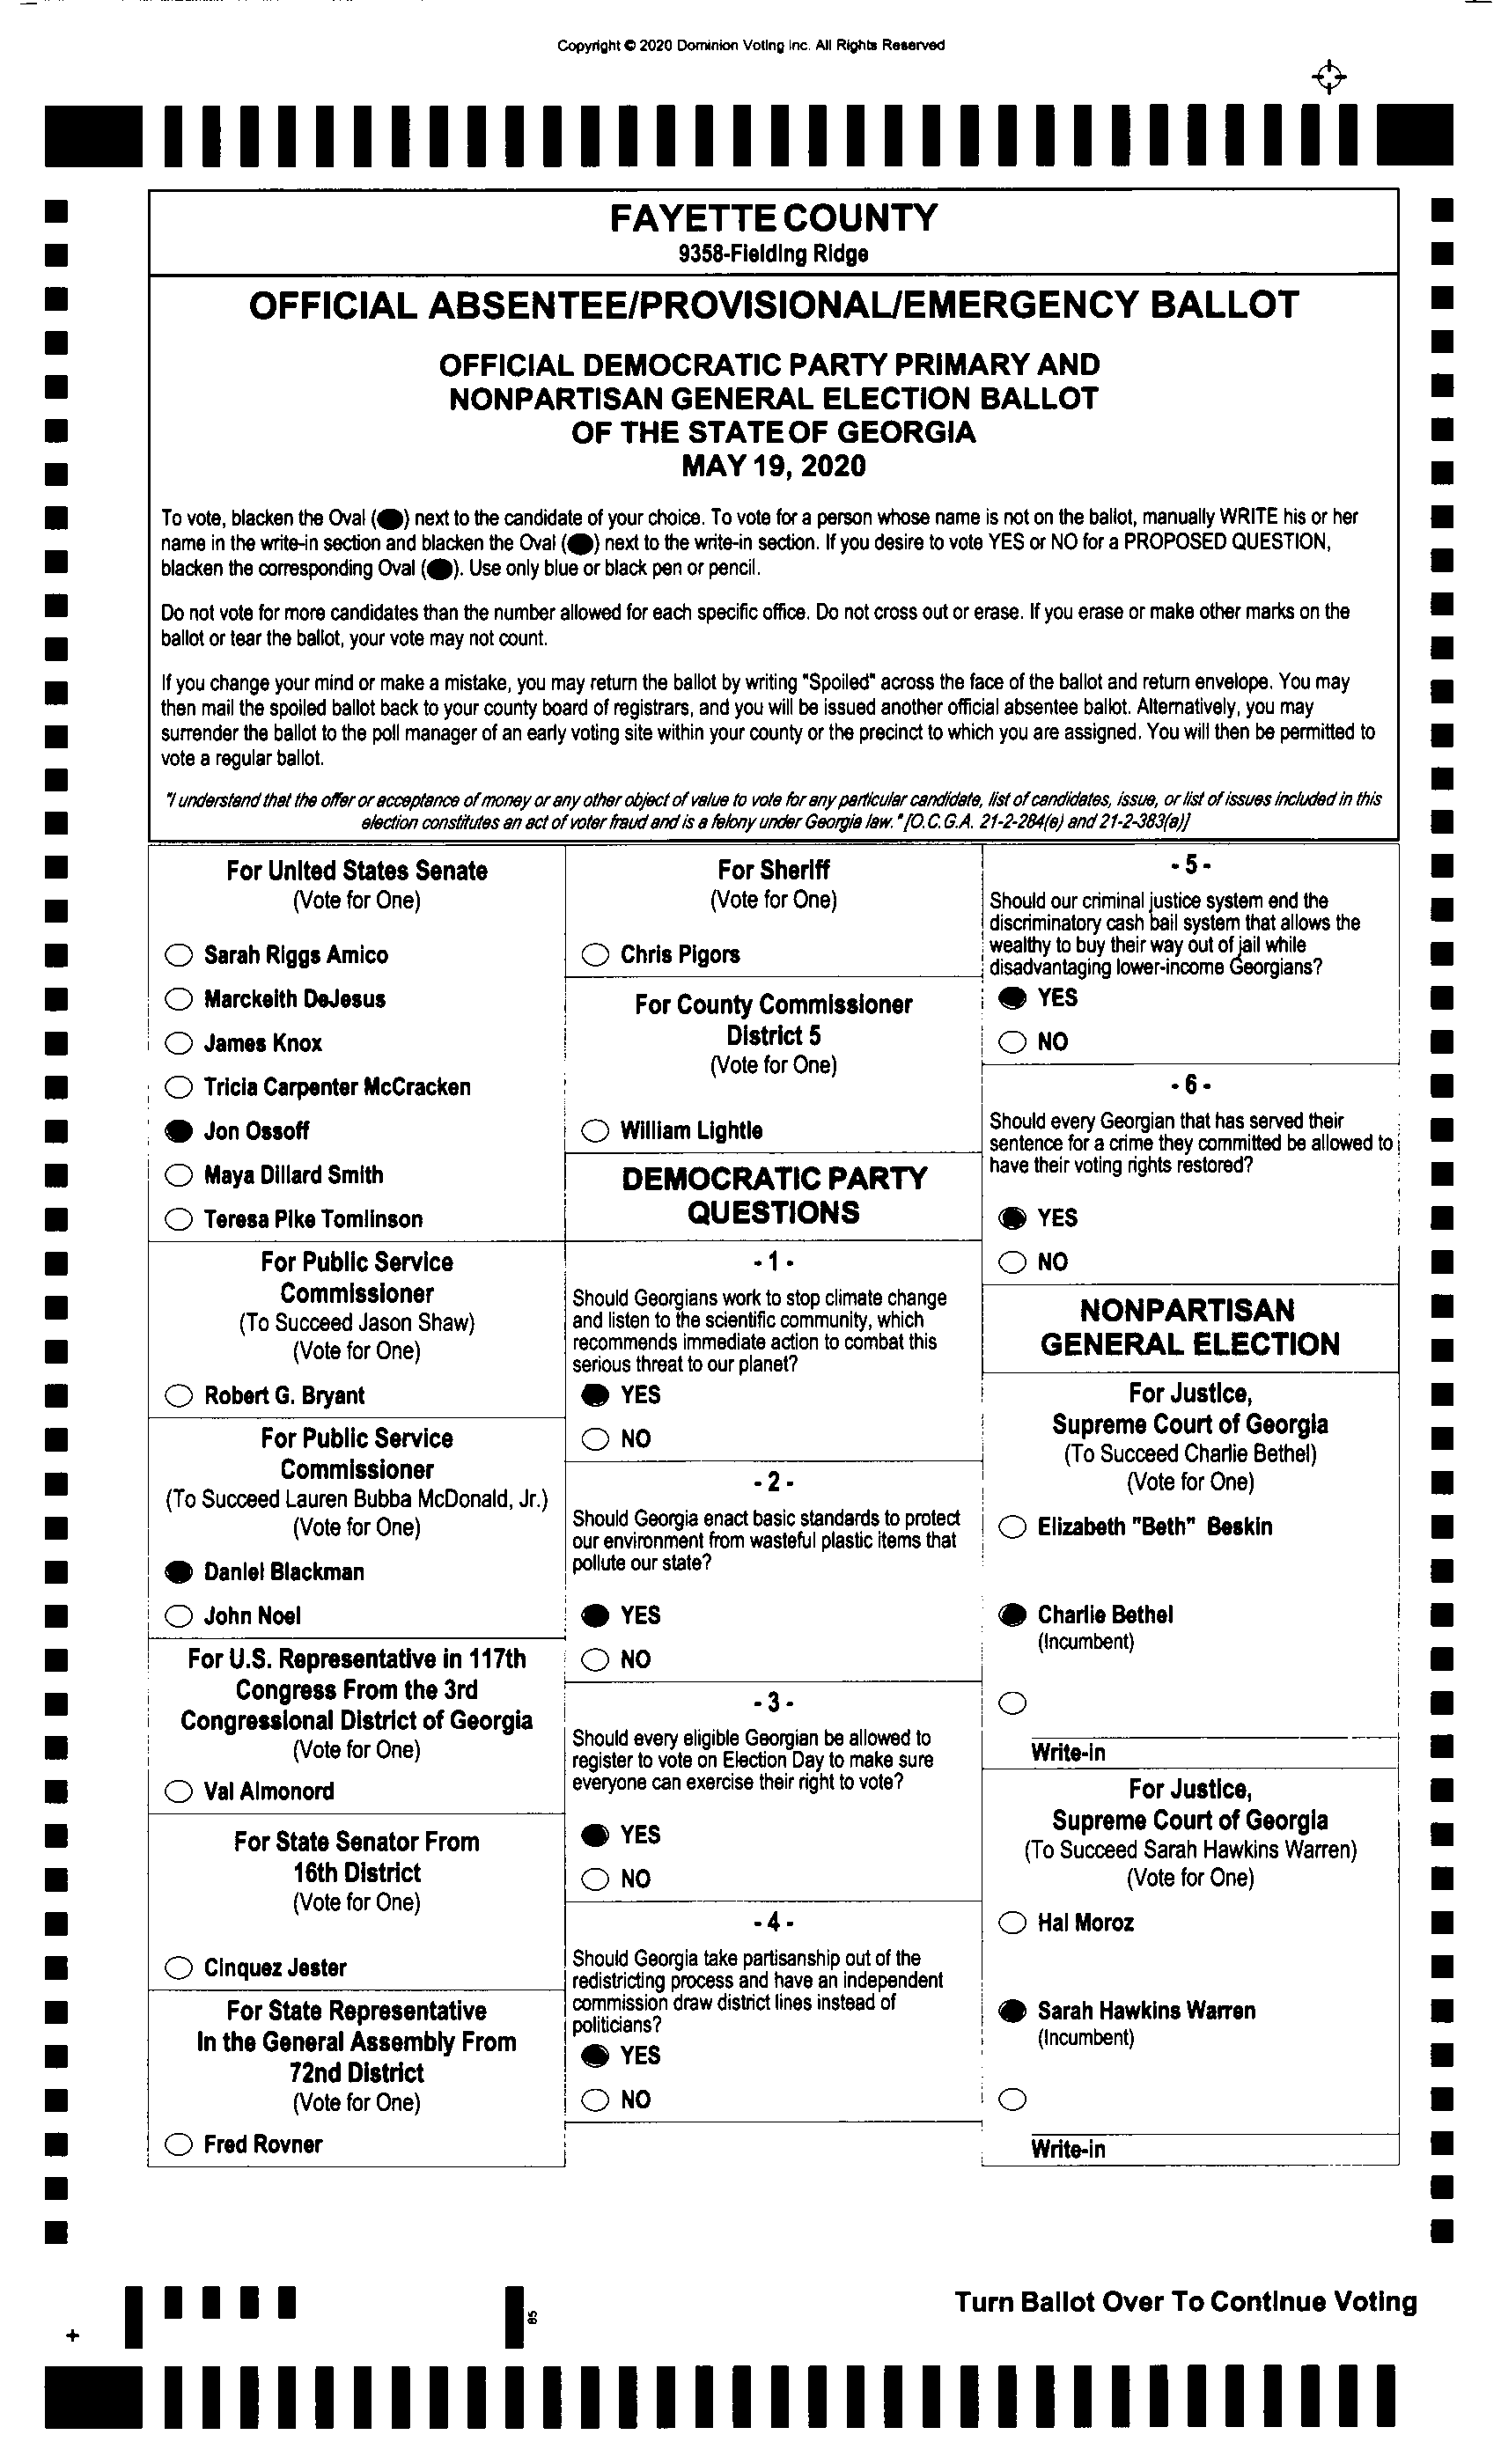 Copyright © 2020 Dominion Voting Inc. All Rights Reserved
FAYETTE COUNTY
9358-Fielding Ridge
OFFICIAL ABSENTEE/PROVISIONAL/EMERGENCY BALLOT
OFFICIAL DEMOCRATIC PARTY PRIMARY AND
NONPARTISAN GENERAL ELECTION BALLOT
OF THE STATE OF GEORGIA
MAY 19, 2020
To vote, blacken the Oval ( ) next to the candidate of your choice. To vote for a person whose name is not on the ballot, manually WRITE his or her
name in the write-in section and blacken the Oval ( ) next to the write-in section. If you desire to vote YES or NO for a PROPOSED QUESTION,
blacken the corresponding Oval ( ). Use only blue or black pen or pencil.
Do not vote for more candidates than the number allowed for each specific office. Do not cross out or erase. If you erase or make other marks on the
ballot or tear the ballot, your vote may not count.
If you change your mind or make a mistake, you may return the ballot by writing "Spoiled" across the face of the ballot and return envelope. You may
then mail the spoiled ballot back to your county board of registrars, and you will be issued another official absentee ballot. Alternatively, you may
surrender the ballot to the poll manager of an early voting site within your county or the precinct to which you are assigned. You will then be permitted to
vote a regular ballot.
"I understand that the offer or acceptance of money or any other object of value to vote for any particular candidate, list of candidates, issue, or list of issues included in this
election constitutes an act of voter fraud and is a felony under Georgia law." [O.C.G.A. 21-2-284(e) and 21-2-383(a)]
For United States Senate
(Vote for One)
Sarah Riggs Amico
Marckeith DeJesus
James Knox
Tricia Carpenter McCracken
Jon Ossoff
Maya Dillard Smith
Teresa Pike Tomlinson
For Public Service
Commissioner
(To Succeed Jason Shaw)
(Vote for One)
Robert G. Bryant
For Public Service
Commissioner
(To Succeed Lauren Bubba McDonald, Jr.)
(Vote for One)
Daniel Blackman
John Noel
For U.S. Representative in 117th
Congress From the 3rd
Congressional District of Georgia
(Vote for One)
Val Almonord
For State Senator From
16th District
(Vote for One)
Cinquez Jester
For State Representative
In the General Assembly From
72nd District
(Vote for One)
Fred Rovner
For Sheriff
(Vote for One)
Chris Pigors
For County Commissioner
District 5
(Vote for One)
William Lightle
DEMOCRATIC PARTY
QUESTIONS
- 1 -
Should Georgians work to stop climate change
and listen to the scientific community, which
recommends immediate action to combat this
serious threat to our planet?
YES
NO
- 2 -
Should Georgia enact basic standards to protect
our environment from wasteful plastic items that
pollute our state?
YES
NO
- 3 -
Should every eligible Georgian be allowed to
register to vote on Election Day to make sure
everyone can exercise their right to vote?
YES
NO
- 4 -
Should Georgia take partisanship out of the
redistricting process and have an independent
commission draw district lines instead of
politicians?
YES
NO
- 5 -
Should our criminal justice system end the
discriminatory cash bail system that allows the
wealthy to buy their way out of jail while
disadvantaging lower-income Georgians?
YES
NO
- 6 -
Should every Georgian that has served their
sentence for a crime they committed be allowed to
have their voting rights restored?
YES
NO
NONPARTISAN
GENERAL ELECTION
For Justice,
Supreme Court of Georgia
(To Succeed Charlie Bethel)
(Vote for One)
Elizabeth "Beth" Beskin
Charlie Bethel
(Incumbent)
Write-in
For Justice,
Supreme Court of Georgia
(To Succeed Sarah Hawkins Warren)
(Vote for One)
Hal Moroz
Sarah Hawkins Warren
(Incumbent)
Write-in
Turn Ballot Over To Continue Voting